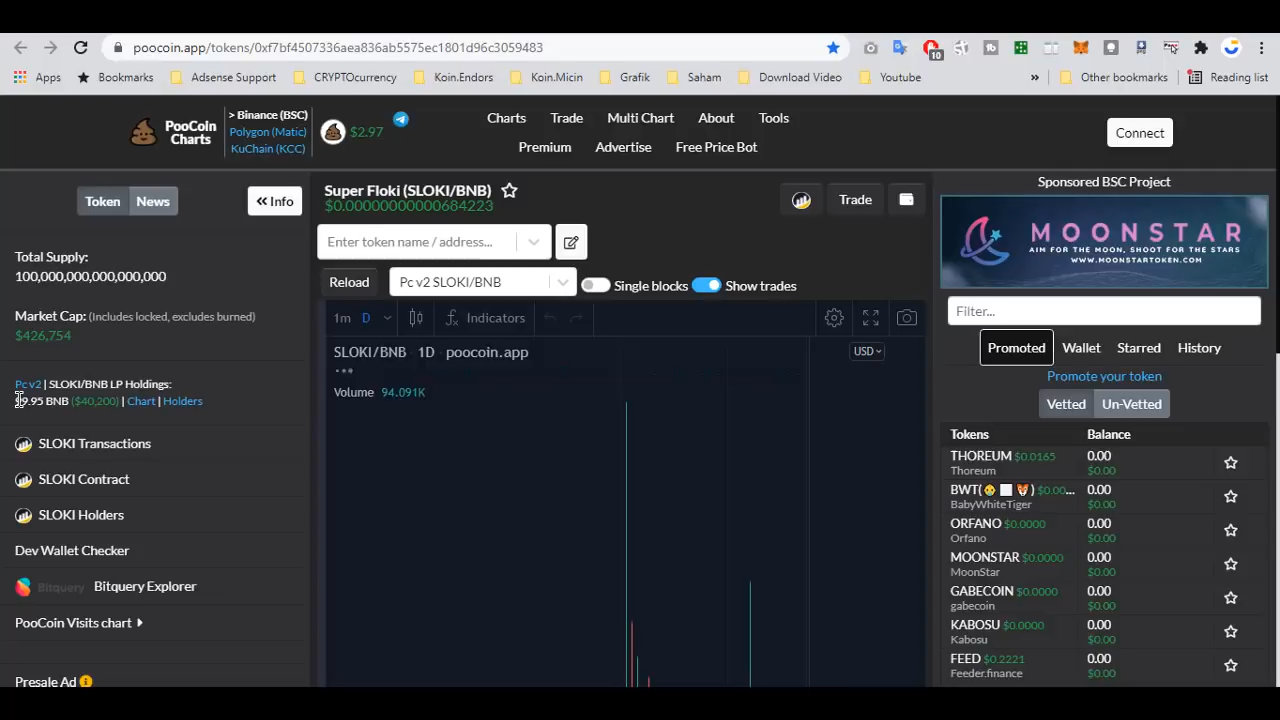 poocoin.app/tokens/0xf7bf4507336aea836ab5575ec1801d96c3059483
10
Apps Bookmarks Adsense Support CRYPTOcurrency Koin.Endors Koin.Micin Grafik Saham Download Video Youtube » Other bookmarks Reading list
PooCoin Charts
> Binance (BSC)
Polygon (Matic)
KuChain (KCC)
$2.97
Charts Trade Multi Chart About Tools
Premium Advertise Free Price Bot
Connect
Token News
Info
Total Supply:
100,000,000,000,000,000
Market Cap: (Includes locked, excludes burned)
$426,754
Pc v2 | SLOKI/BNB LP Holdings:
9.95 BNB ($40,200) | Chart | Holders
SLOKI Transactions
SLOKI Contract
SLOKI Holders
Dev Wallet Checker
Bitquery Bitquery Explorer
PooCoin Visits chart
Presale Ad
Super Floki (SLOKI/BNB)
$0.00000000000684223
Trade
Enter token name / address...
Reload
Pc v2 SLOKI/BNB
Single blocks
Show trades
1m D Indicators
SLOKI/BNB 1D poocoin.app
USD
Volume 94.091K
Sponsored BSC Project
MOONSTAR
AIM FOR THE MOON, SHOOT FOR THE STARS
WWW.MOONSTARTOKEN.COM
Filter...
Promoted Wallet Starred History
Promote your token
Vetted Un-Vetted
Tokens Balance
THOREUM $0.0165 0.00
Thoreum $0.00
BWT( ) $0.00... 0.00
BabyWhiteTiger $0.00
ORFANO $0.0000 0.00
Orfano $0.00
MOONSTAR $0.0000 0.00
MoonStar $0.00
GABECOIN $0.0000 0.00
gabecoin $0.00
KABOSU $0.0000 0.00
Kabosu $0.00
FEED $0.2221 0.00
Feeder.finance $0.00